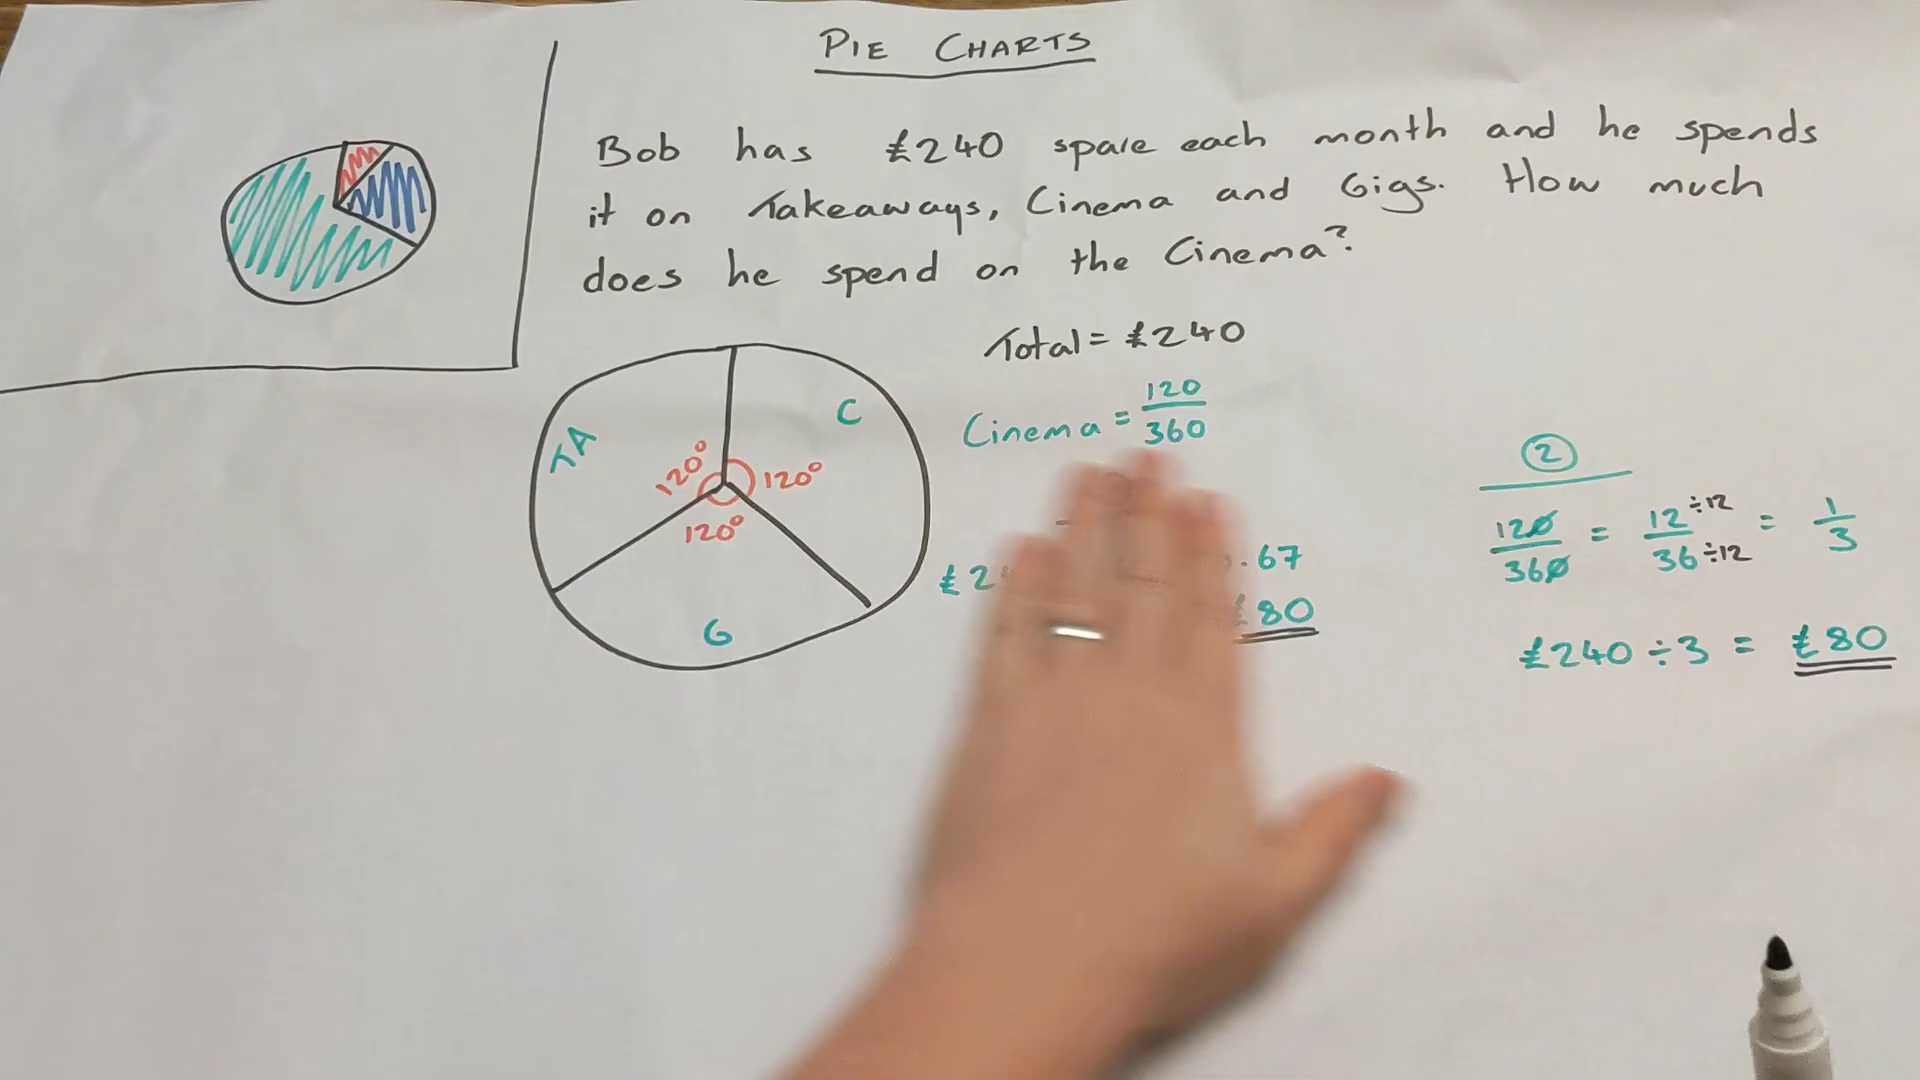 PIE CHARTS
Bob has £240 spare each month and he spends
it on Takeaways, Cinema and Gigs. How much
does he spend on the Cinema?
Total = £240
Cinema = 120/360
TA
C
G
120°
120°
120°
.67
£80
②
120/360 = 12/36 ÷12 ÷12 = 1/3
£240 ÷ 3 = £80